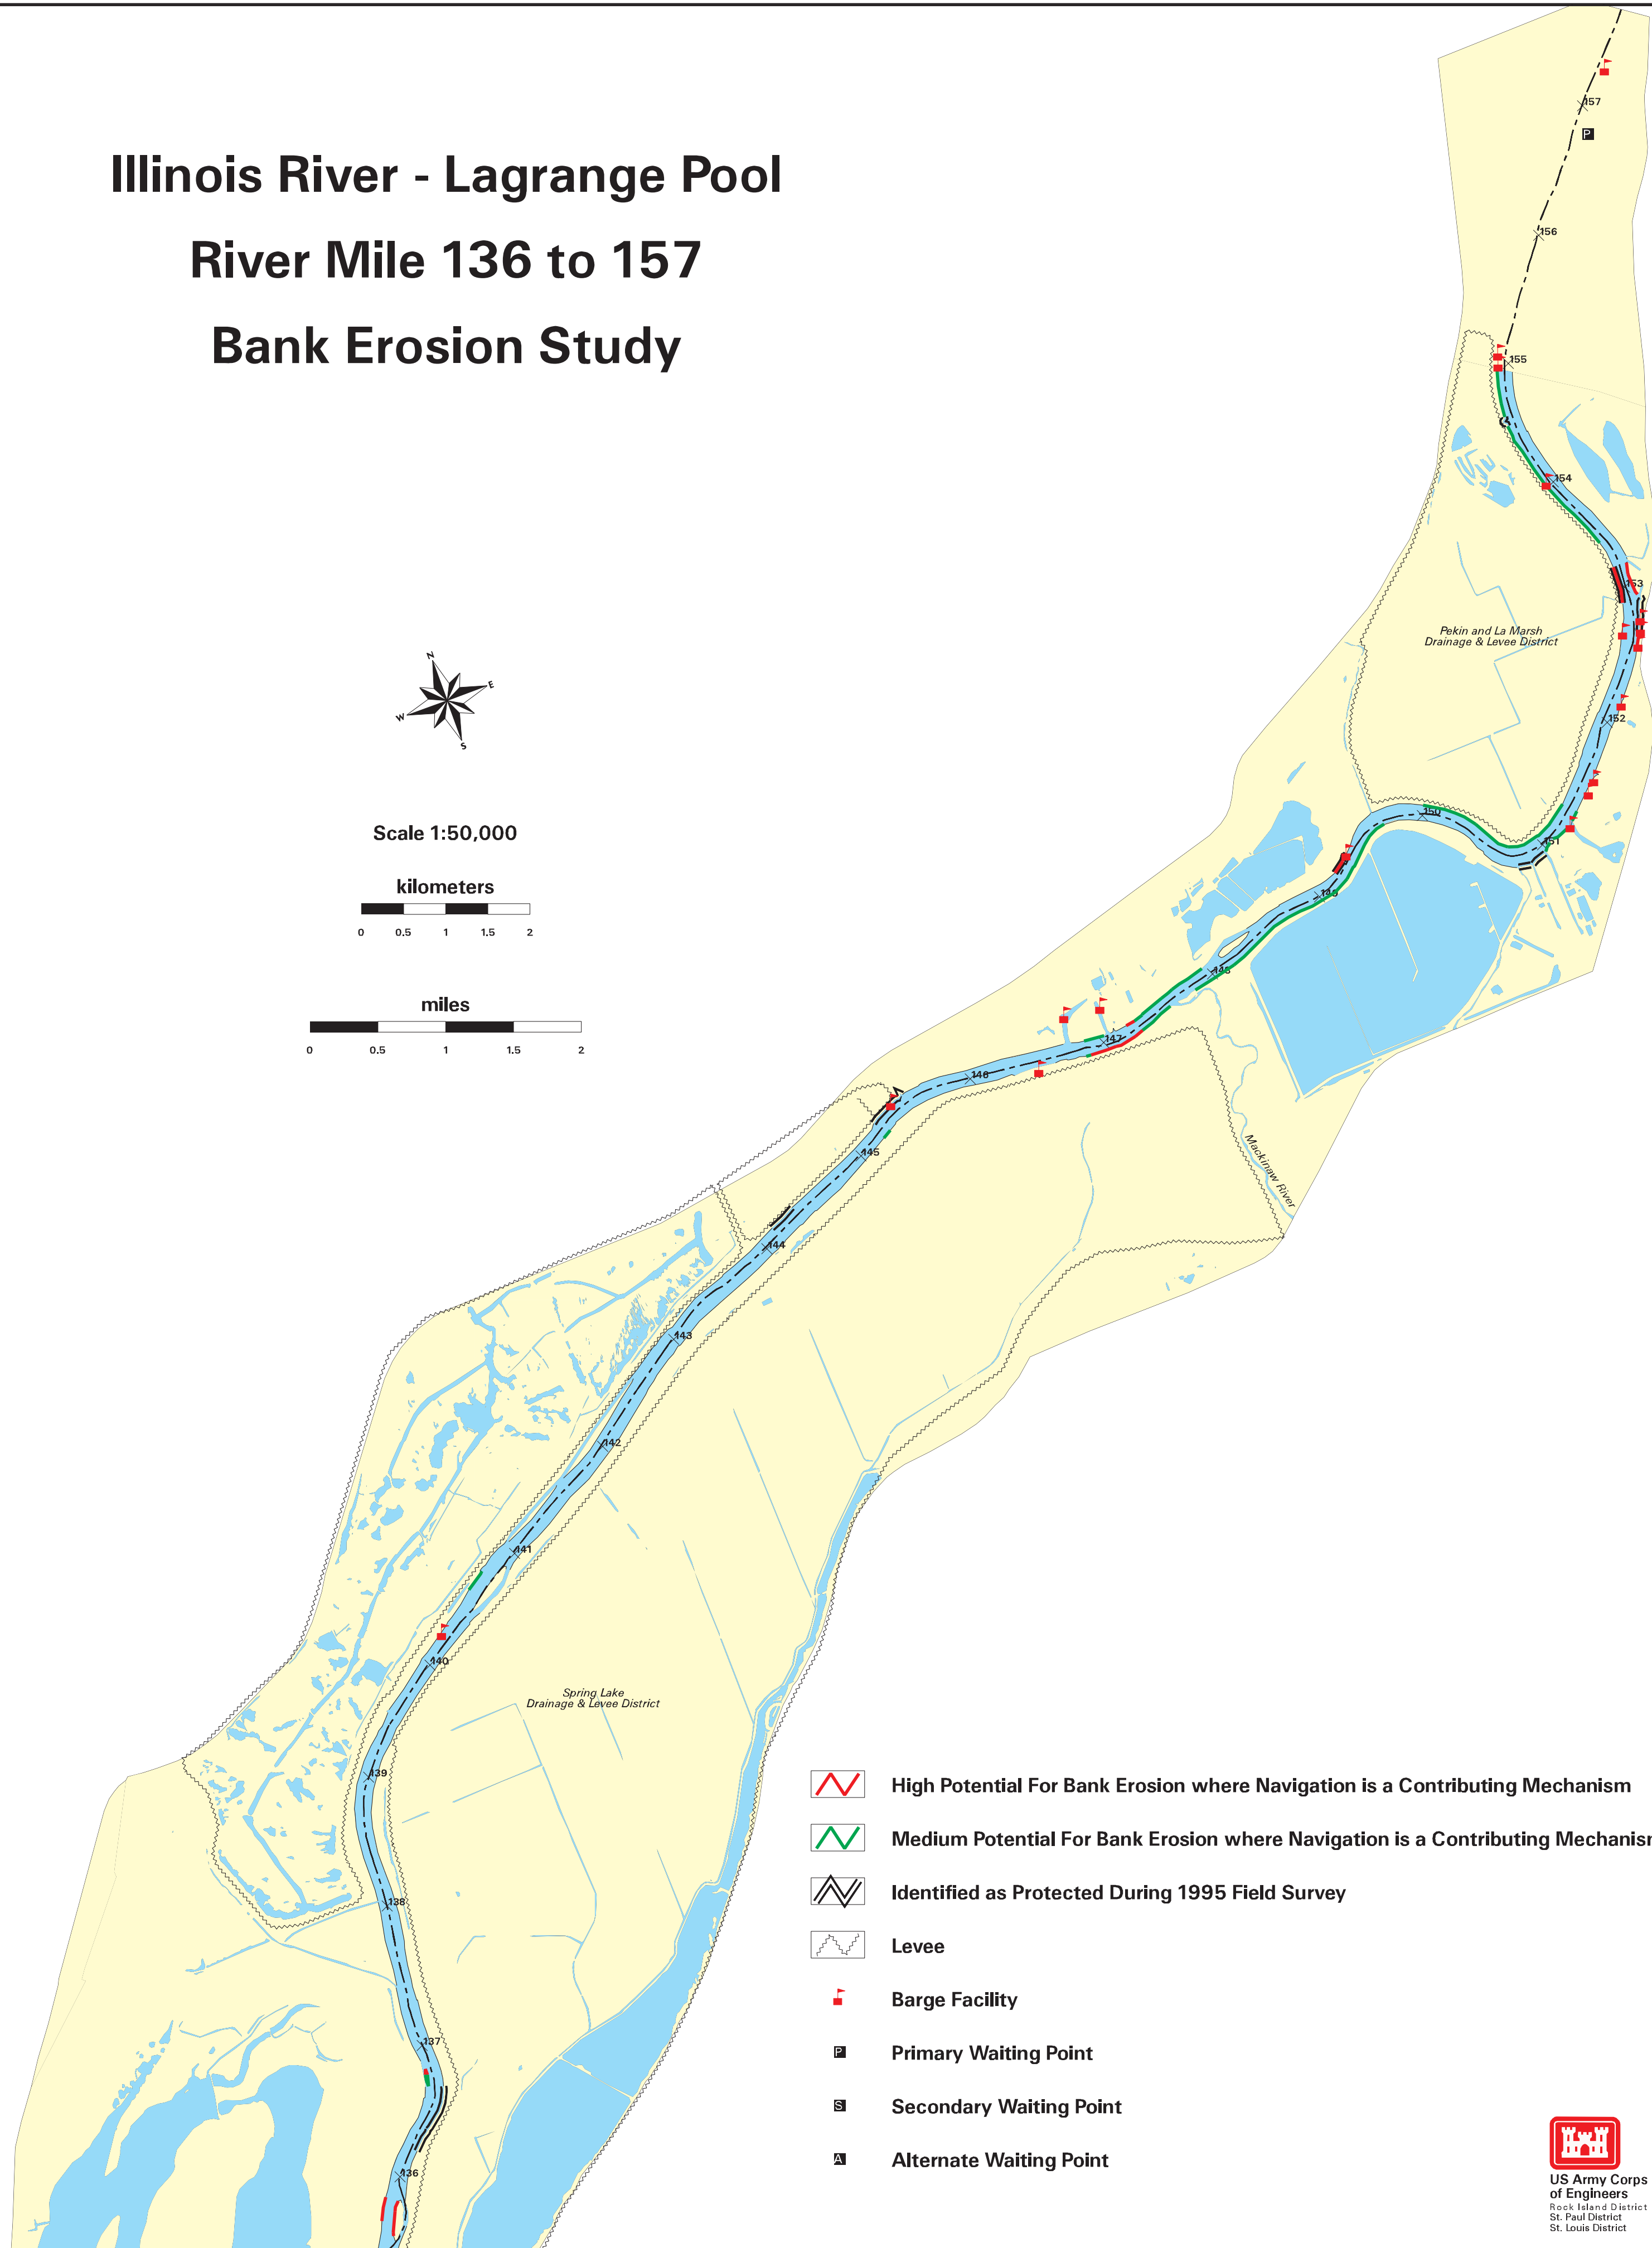 Illinois River - Lagrange Pool
River Mile 136 to 157
Bank Erosion Study
157
P
156
155
154
153
Pekin and La Marsh
Drainage & Levee District
152
N
E
W
S
151
150
149
148
147
146
145
144
143
142
141
140
139
138
137
136
Scale 1:50,000
kilometers
0 0.5 1 1.5 2
miles
0 0.5 1 1.5 2
Mackinaw River
Spring Lake
Drainage & Levee District
High Potential For Bank Erosion where Navigation is a Contributing Mechanism
Medium Potential For Bank Erosion where Navigation is a Contributing Mechanis
Identified as Protected During 1995 Field Survey
Levee
Barge Facility
P Primary Waiting Point
S Secondary Waiting Point
A Alternate Waiting Point
US Army Corps
of Engineers
Rock Island District
St. Paul District
St. Louis District